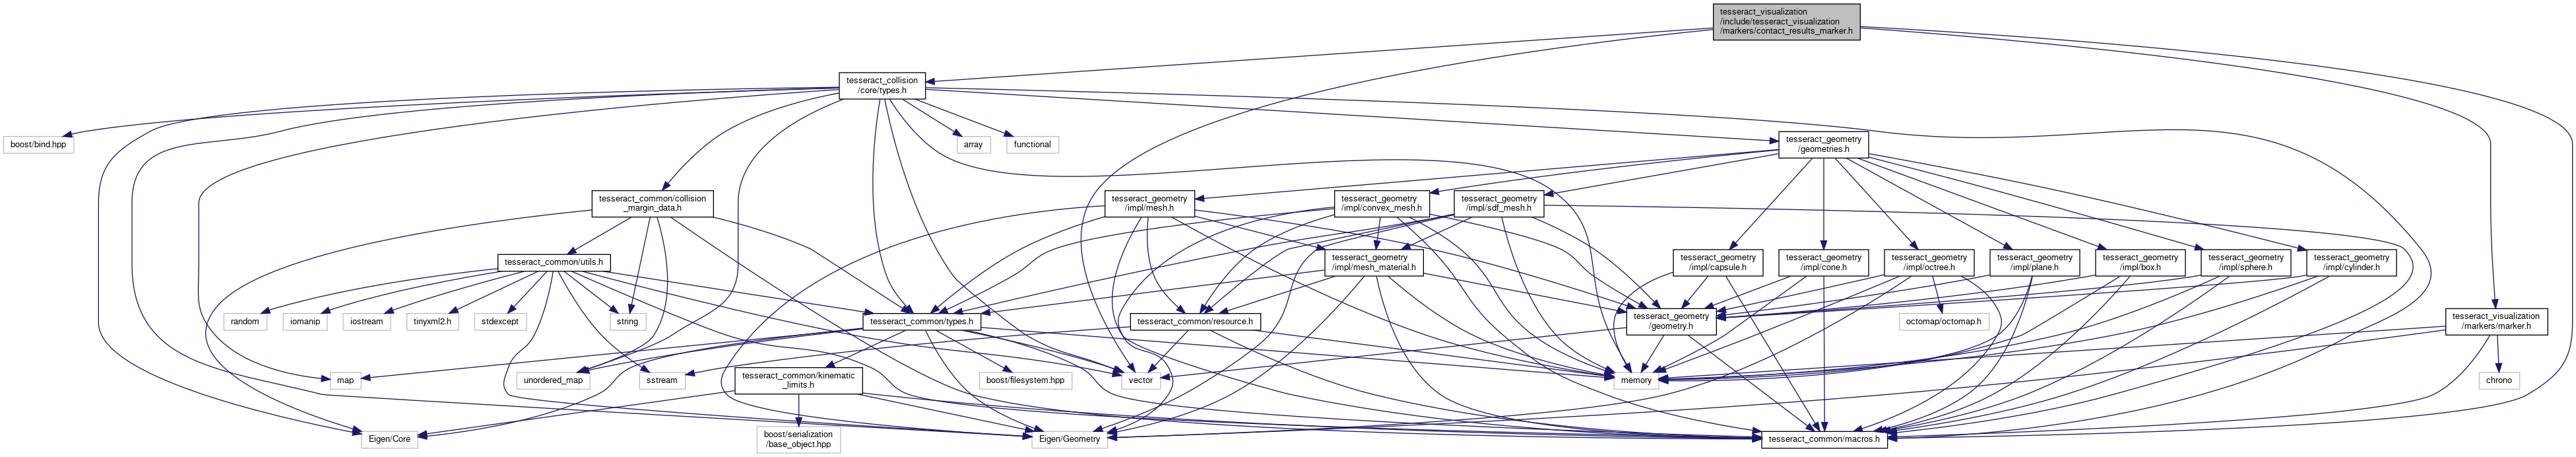 tesseract_visualization
/include/tesseract_visualization
/markers/contact_results_marker.h
tesseract_collision
/core/types.h
boost/bind.hpp
array
functional
tesseract_geometry
/geometries.h
tesseract_common/collision
_margin_data.h
tesseract_geometry
/impl/mesh.h
tesseract_geometry
/impl/convex_mesh.h
tesseract_geometry
/impl/sdf_mesh.h
tesseract_common/utils.h
tesseract_geometry
/impl/mesh_material.h
tesseract_geometry
/impl/capsule.h
tesseract_geometry
/impl/cone.h
tesseract_geometry
/impl/octree.h
tesseract_geometry
/impl/plane.h
tesseract_geometry
/impl/box.h
tesseract_geometry
/impl/sphere.h
tesseract_geometry
/impl/cylinder.h
random
iomanip
iostream
tinyxml2.h
stdexcept
string
tesseract_common/types.h
tesseract_common/resource.h
tesseract_geometry
/geometry.h
octomap/octomap.h
tesseract_visualization
/markers/marker.h
map
unordered_map
sstream
tesseract_common/kinematic
_limits.h
boost/filesystem.hpp
vector
memory
chrono
Eigen/Core
boost/serialization
/base_object.hpp
Eigen/Geometry
tesseract_common/macros.h